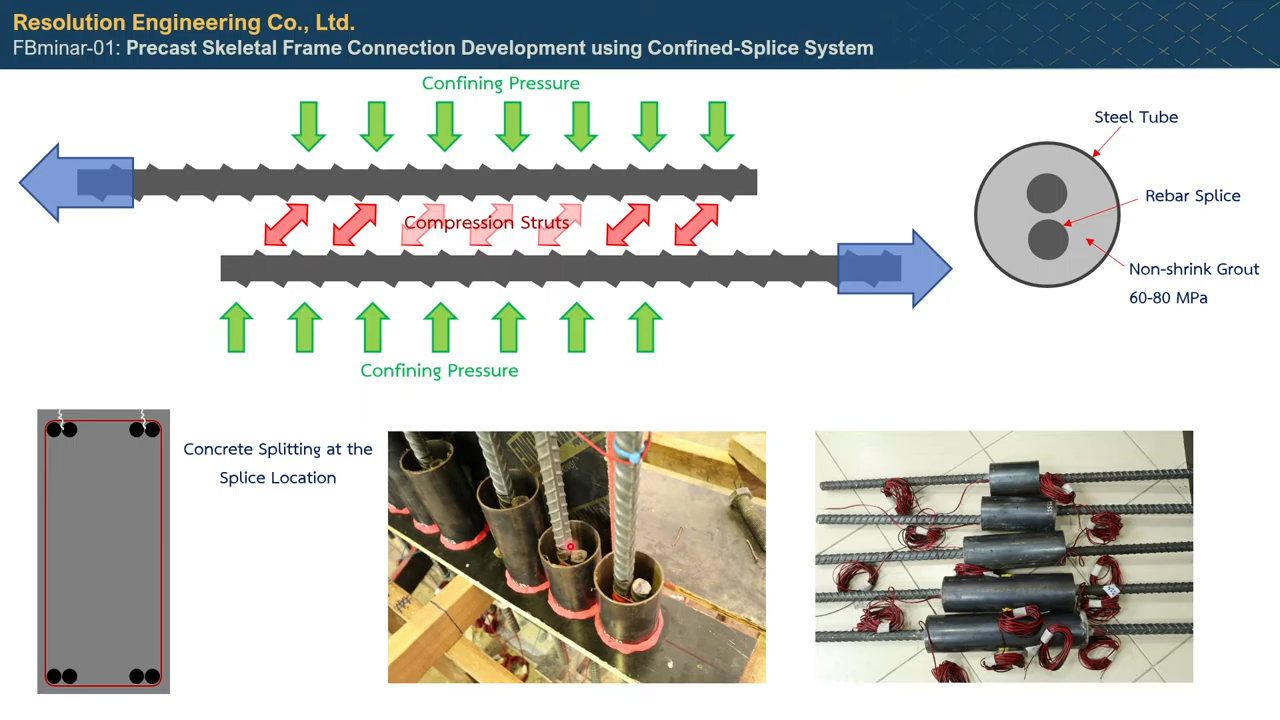 Resolution Engineering Co., Ltd.
FBminar-01: Precast Skeletal Frame Connection Development using Confined-Splice System
Confining Pressure
Steel Tube
Rebar Splice
Compression Struts
Non-shrink Grout
60-80 MPa
Confining Pressure
Concrete Splitting at the
Splice Location